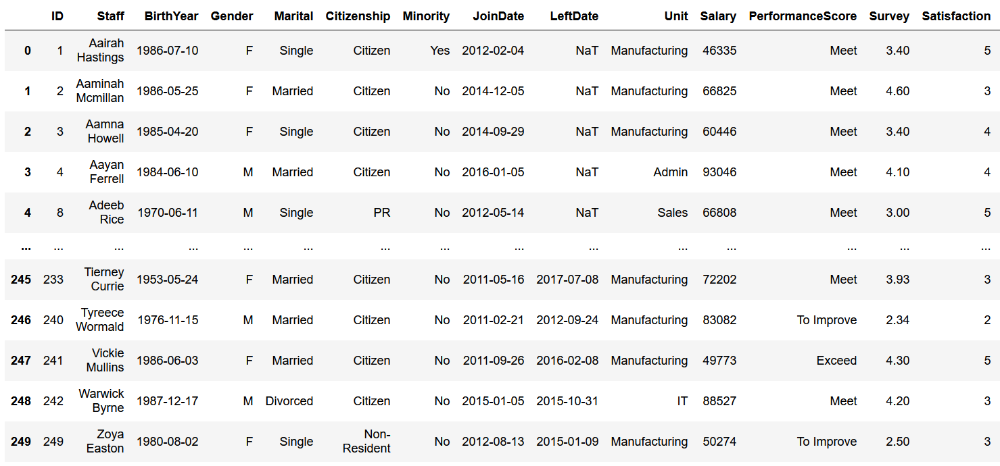 ID Staff BirthYear Gender Marital Citizenship Minority JoinDate LeftDate Unit Salary PerformanceScore Survey Satisfaction
0 1 Aairah Hastings 1986-07-10 F Single Citizen Yes 2012-02-04 NaT Manufacturing 46335 Meet 3.40 5
1 2 Aaminah Mcmillan 1986-05-25 F Married Citizen No 2014-12-05 NaT Manufacturing 66825 Meet 4.60 3
2 3 Aamna Howell 1985-04-20 F Single Citizen No 2014-09-29 NaT Manufacturing 60446 Meet 3.40 4
3 4 Aayan Ferrell 1984-06-10 M Married Citizen No 2016-01-05 NaT Admin 93046 Meet 4.10 4
4 8 Adeeb Rice 1970-06-11 M Single PR No 2012-05-14 NaT Sales 66808 Meet 3.00 5
... ... ... ... ... ... ... ... ... ... ... ... ... ... ...
245 233 Tierney Currie 1953-05-24 F Married Citizen No 2011-05-16 2017-07-08 Manufacturing 72202 Meet 3.93 3
246 240 Tyreece Wormald 1976-11-15 M Married Citizen No 2011-02-21 2012-09-24 Manufacturing 83082 To Improve 2.34 2
247 241 Vickie Mullins 1986-06-03 F Married Citizen No 2011-09-26 2016-02-08 Manufacturing 49773 Exceed 4.30 5
248 242 Warwick Byrne 1987-12-17 M Divorced Citizen No 2015-01-05 2015-10-31 IT 88527 Meet 4.20 3
249 249 Zoya Easton 1980-08-02 F Single Non-Resident No 2012-08-13 2015-01-09 Manufacturing 50274 To Improve 2.50 3